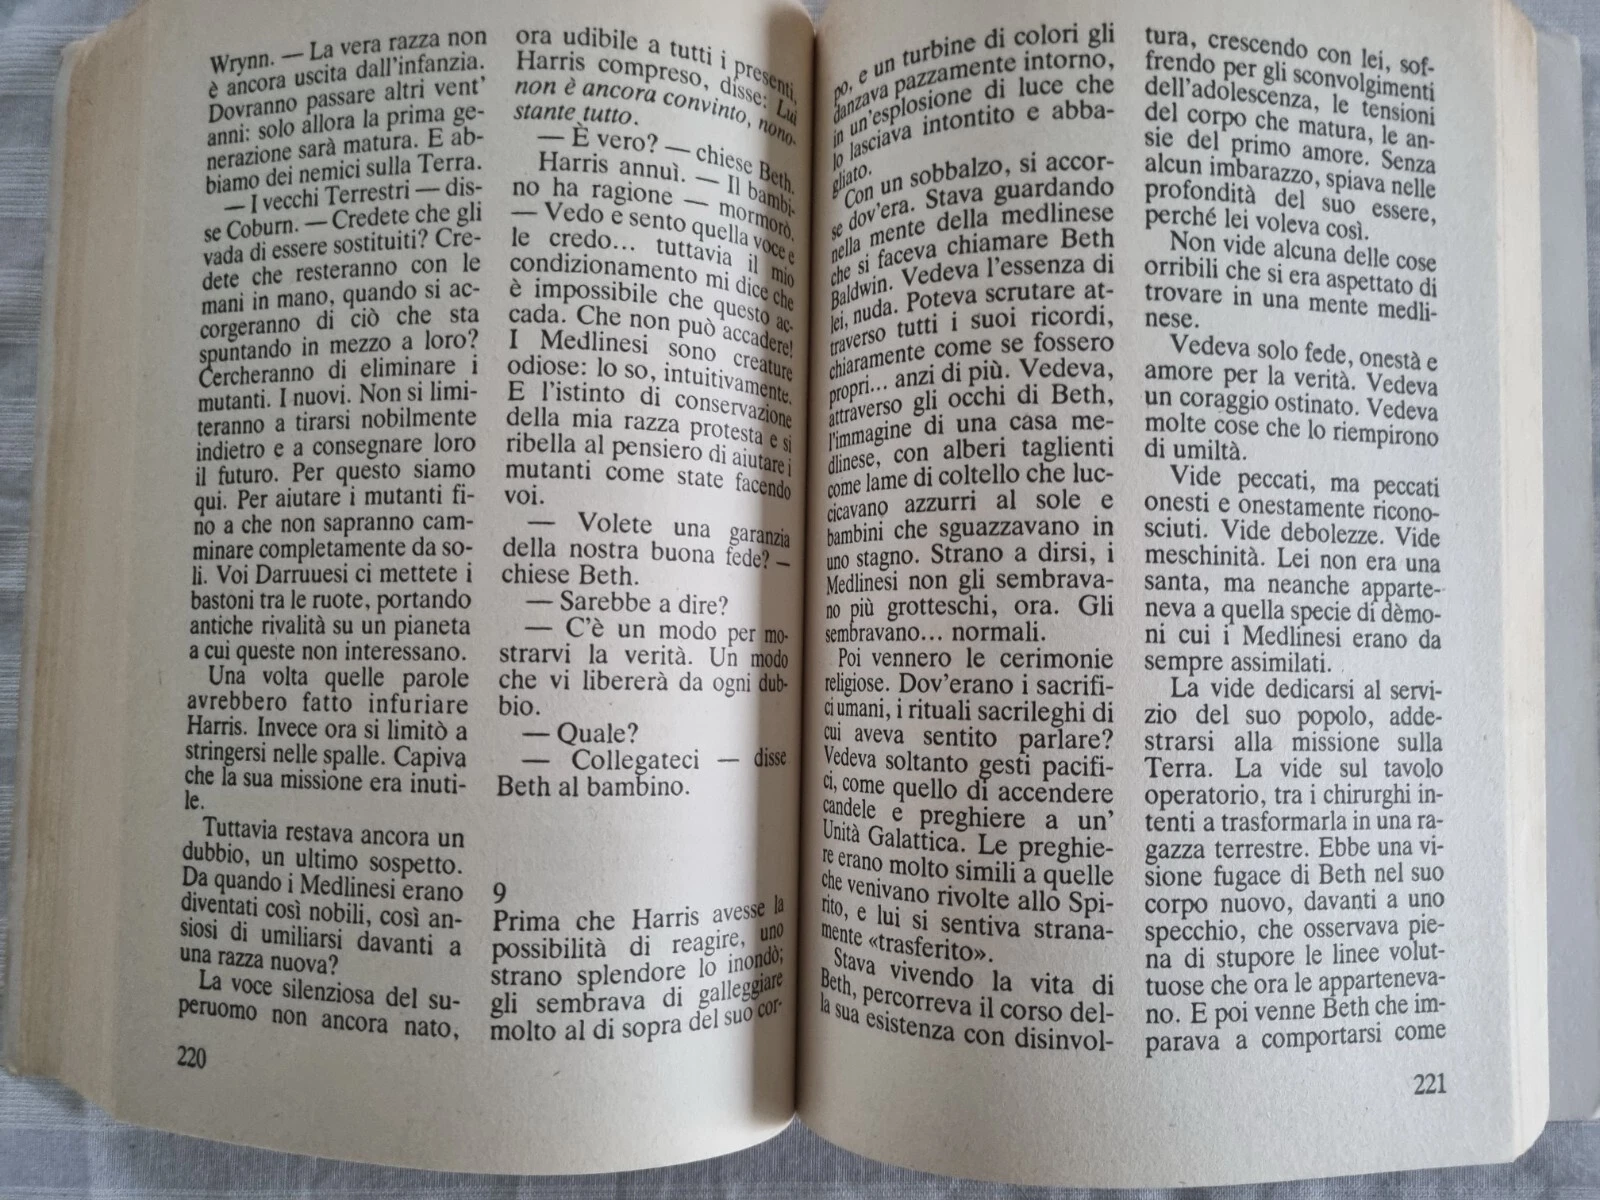 Wrynn. — La vera razza non
è ancora uscita dall'infanzia.
Dovranno passare altri vent'
anni: solo allora la prima ge-
nerazione sarà matura. E ab-
biamo dei nemici sulla Terra.
— I vecchi Terrestri — dis-
se Coburn. — Credete che gli
vada di essere sostituiti? Cre-
dete che resteranno con le
mani in mano, quando si ac-
corgeranno di ciò che sta
spuntando in mezzo a loro?
Cercheranno di eliminare i
mutanti. I nuovi. Non si limi-
teranno a tirarsi nobilmente
indietro e a consegnare loro
il futuro. Per questo siamo
qui. Per aiutare i mutanti fi-
no a che non sapranno cam-
minare completamente da so-
li. Voi Darruuesi ci mettete i
bastoni tra le ruote, portando
antiche rivalità su un pianeta
a cui queste non interessano.
Una volta quelle parole
avrebbero fatto infuriare
Harris. Invece ora si limitò a
stringersi nelle spalle. Capiva
che la sua missione era inuti-
le.
Tuttavia restava ancora un
dubbio, un ultimo sospetto.
Da quando i Medlinesi erano
diventati così nobili, così an-
siosi di umiliarsi davanti a
una razza nuova?
La voce silenziosa del su-
peruomo non ancora nato,
220
ora udibile a tutti i presenti,
Harris compreso, disse: Lui
non è ancora convinto, nono-
stante tutto.
— È vero? — chiese Beth.
Harris annuì. — Il bambi-
no ha ragione — mormorò.
— Vedo e sento quella voce e
le credo... tuttavia il mio
condizionamento mi dice che
è impossibile che questo ac-
cada. Che non può accadere!
I Medlinesi sono creature
odiose: lo so, intuitivamente.
E l'istinto di conservazione
della mia razza protesta e si
ribella al pensiero di aiutare i
mutanti come state facendo
voi.
— Volete una garanzia
della nostra buona fede? —
chiese Beth.
— Sarebbe a dire?
— C'è un modo per mo-
strarvi la verità. Un modo
che vi libererà da ogni dub-
bio.
— Quale?
— Collegateci — disse
Beth al bambino.
9
Prima che Harris avesse la
possibilità di reagire, uno
strano splendore lo inondò;
gli sembrava di galleggiare
molto al di sopra del suo cor-
po, e un turbine di colori gli
danzava pazzamente intorno,
in un'esplosione di luce che
lo lasciava intontito e abba-
gliato.
Con un sobbalzo, si accor-
se dov'era. Stava guardando
nella mente della medlinese
che si faceva chiamare Beth
Baldwin. Vedeva l'essenza di
lei, nuda. Poteva scrutare at-
traverso tutti i suoi ricordi,
chiaramente come se fossero
propri... anzi di più. Vedeva,
attraverso gli occhi di Beth,
l'immagine di una casa me-
dlinese, con alberi taglienti
come lame di coltello che luc-
cicavano azzurri al sole e
bambini che sguazzavano in
uno stagno. Strano a dirsi, i
Medlinesi non gli sembrava-
no più grotteschi, ora. Gli
sembravano... normali.
Poi vennero le cerimonie
religiose. Dov'erano i sacrifi-
ci umani, i rituali sacrileghi di
cui aveva sentito parlare?
Vedeva soltanto gesti pacifi-
ci, come quello di accendere
candele e preghiere a un'
Unità Galattica. Le preghie-
re erano molto simili a quelle
che venivano rivolte allo Spi-
rito, e lui si sentiva strana-
mente «trasferito».
Stava vivendo la vita di
Beth, percorreva il corso del-
la sua esistenza con disinvol-
tura, crescendo con lei, sof-
frendo per gli sconvolgimenti
dell'adolescenza, le tensioni
del corpo che matura, le an-
sie del primo amore. Senza
alcun imbarazzo, spiava nelle
profondità del suo essere,
perché lei voleva così.
Non vide alcuna delle cose
orribili che si era aspettato di
trovare in una mente medli-
nese.
Vedeva solo fede, onestà e
amore per la verità. Vedeva
un coraggio ostinato. Vedeva
molte cose che lo riempirono
di umiltà.
Vide peccati, ma peccati
onesti e onestamente ricono-
sciuti. Vide debolezze. Vide
meschinità. Lei non era una
santa, ma neanche apparte-
neva a quella specie di dèmo-
ni cui i Medlinesi erano da
sempre assimilati.
La vide dedicarsi al servi-
zio del suo popolo, adde-
strarsi alla missione sulla
Terra. La vide sul tavolo
operatorio, tra i chirurghi in-
tenti a trasformarla in una ra-
gazza terrestre. Ebbe una vi-
sione fugace di Beth nel suo
corpo nuovo, davanti a uno
specchio, che osservava pie-
na di stupore le linee volut-
tuose che ora le apparteneva-
no. E poi venne Beth che im-
parava a comportarsi come
221